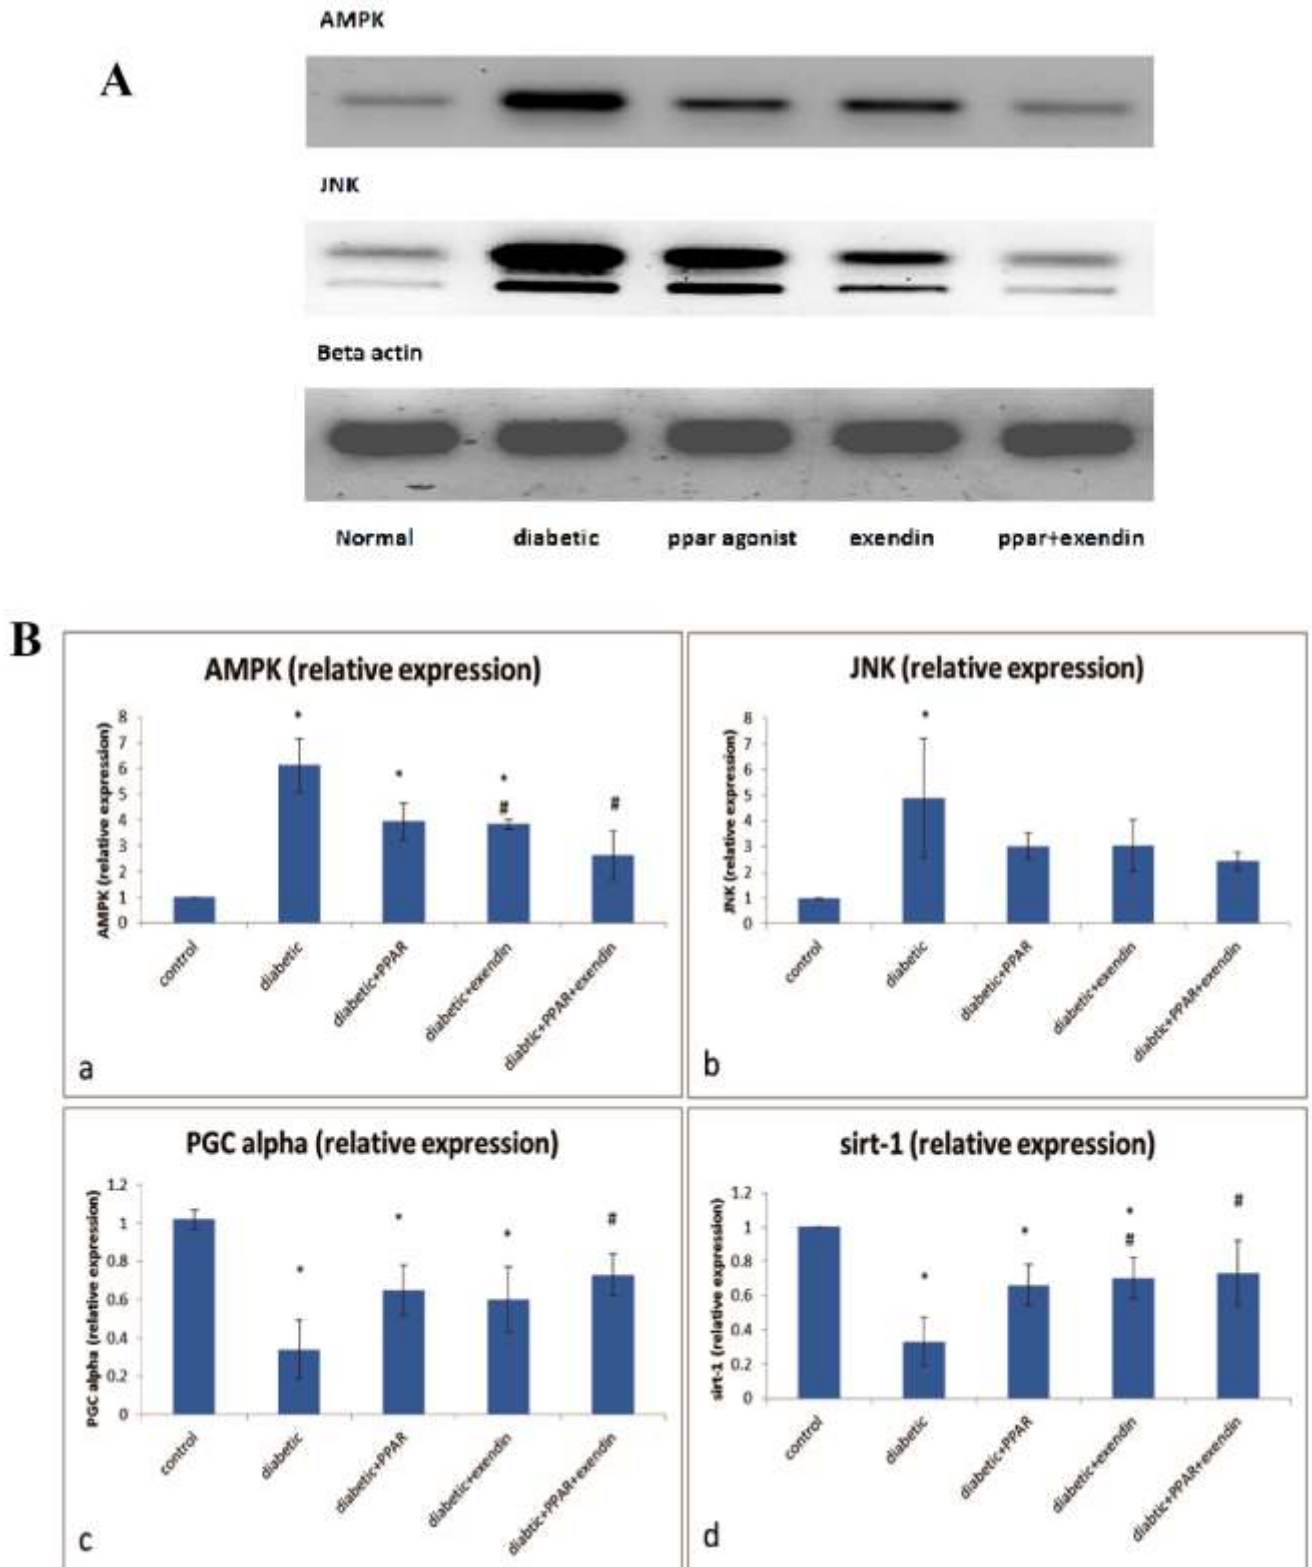 AMPK
A
JNK
Beta actin
Normal diabetic ppar agonist exendin ppar+exendin
B
AMPK (relative expression)
AMPK (relative expression)
8
7
6
5
4
3
2
1
0
*
*
*
#
#
control
diabetic
diabetic+PPAR
diabetic+exendin
diabtic+PPAR+exendin
a
JNK (relative expression)
JNK (relative expression)
8
7
6
5
4
3
2
1
0
*
control
diabetic
diabetic+PPAR
diabetic+exendin
diabtic+PPAR+exendin
b
PGC alpha (relative expression)
PGC alpha (relative expression)
1.2
1
0.8
0.6
0.4
0.2
0
*
*
*
#
control
diabetic
diabetic+PPAR
diabetic+exendin
diabtic+PPAR+exendin
c
sirt-1 (relative expression)
sirt-1 (relative expression)
1.2
1
0.8
0.6
0.4
0.2
0
*
*
*
#
#
control
diabetic
diabetic+PPAR
diabetic+exendin
diabtic+PPAR+exendin
d